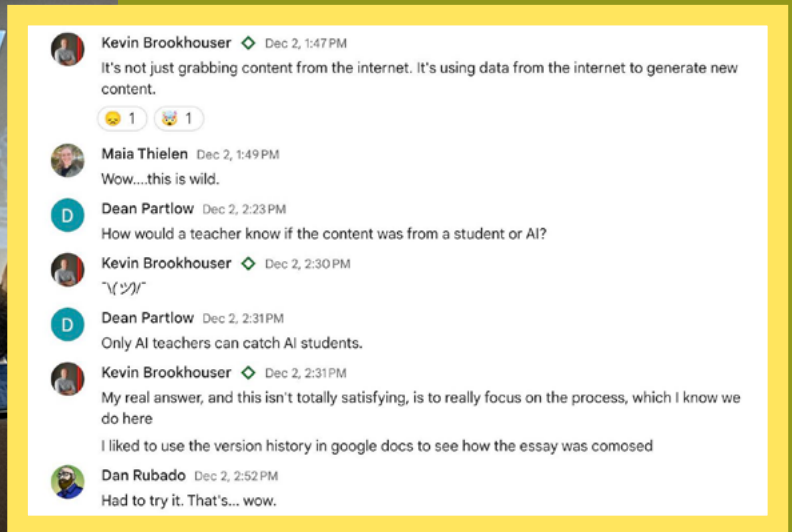 Kevin Brookhouser Dec 2, 1:47 PM
It's not just grabbing content from the internet. It's using data from the internet to generate new
content.
😞 1 🤯 1
Maia Thielen Dec 2, 1:49 PM
Wow....this is wild.
D
Dean Partlow Dec 2, 2:23 PM
How would a teacher know if the content was from a student or AI?
Kevin Brookhouser Dec 2, 2:30 PM
¯\(ツ)/¯
D
Dean Partlow Dec 2, 2:31 PM
Only AI teachers can catch AI students.
Kevin Brookhouser Dec 2, 2:31 PM
My real answer, and this isn't totally satisfying, is to really focus on the process, which I know we
do here
I liked to use the version history in google docs to see how the essay was comosed
Dan Rubado Dec 2, 2:52 PM
Had to try it. That's... wow.